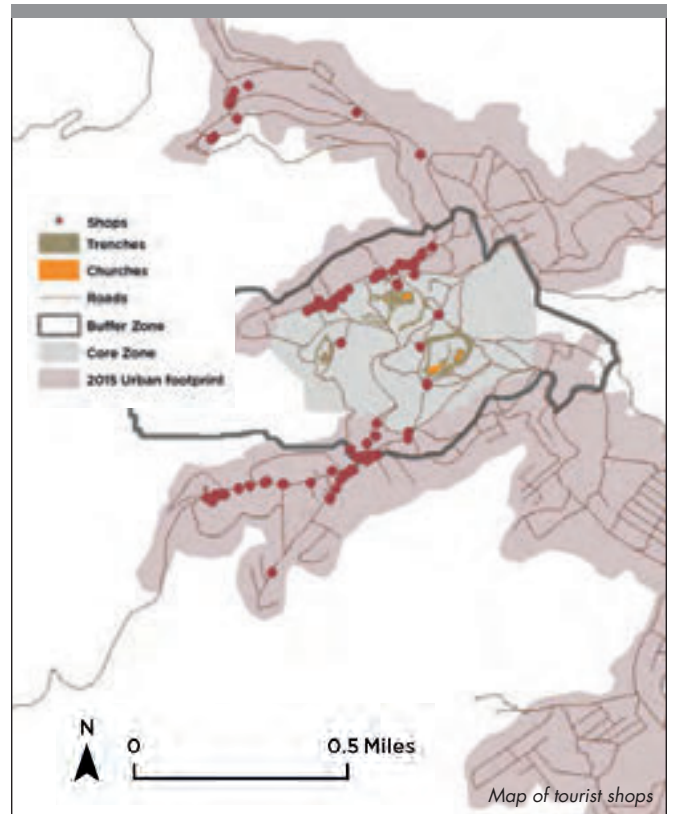 Shops
Trenches
Churches
Roads
Buffer Zone
Core Zone
2015 Urban footprint
N
0 0.5 Miles
Map of tourist shops